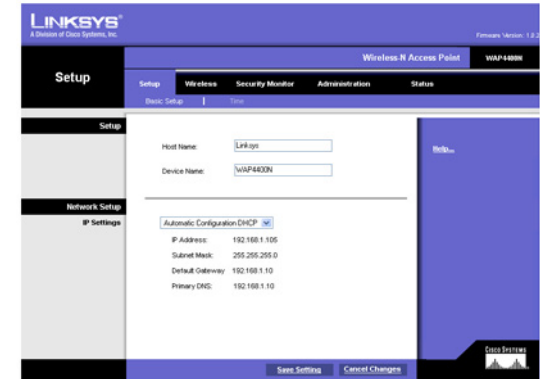 LINKSYS®
A Division of Cisco Systems, Inc.
Firmware Version: 1.0.2
Wireless-N Access Point WAP4400N
Setup
Setup Wireless Security Monitor Administration Status
Basic Setup | Time
Setup
Host Name: Linksys
Help...
Device Name: WAP4400N
Network Setup
IP Settings
Automatic Configuration-DHCP
IP Address: 192.168.1.105
Subnet Mask: 255.255.255.0
Default Gateway 192.168.1.10
Primary DNS: 192.168.1.10
Save Setting Cancel Changes
CISCO SYSTEMS